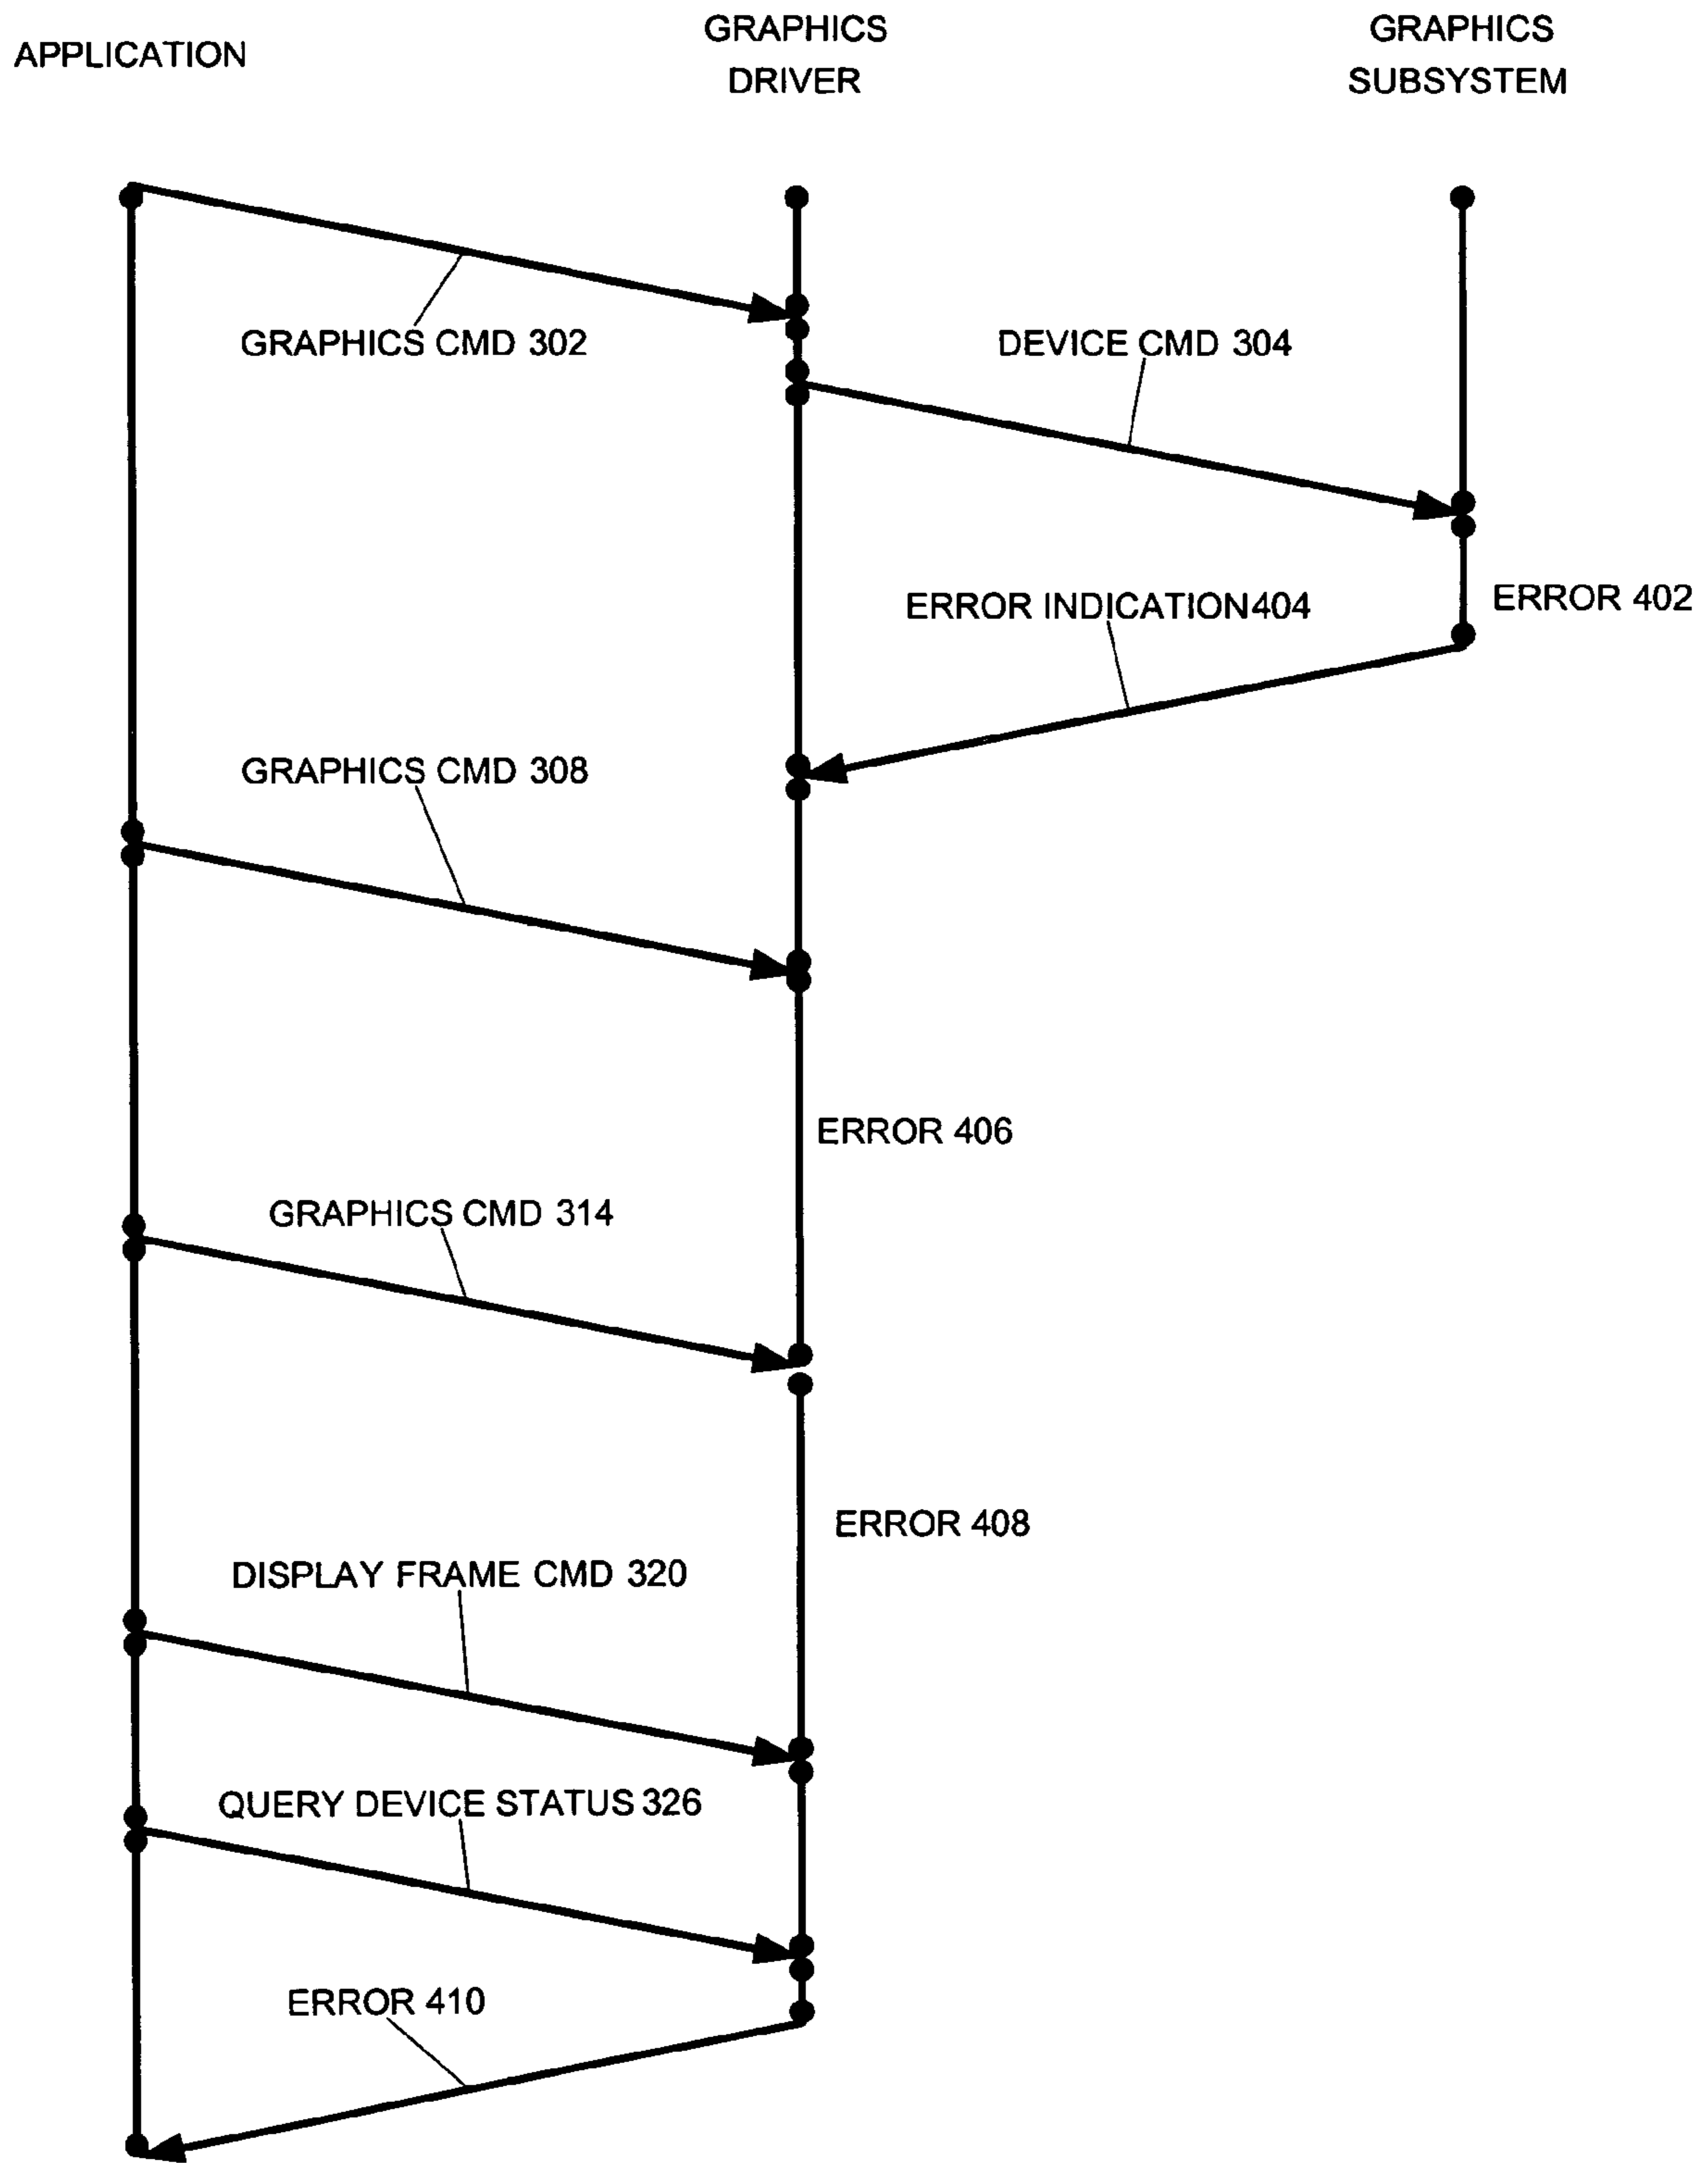 APPLICATION
GRAPHICS
DRIVER
GRAPHICS
SUBSYSTEM
GRAPHICS CMD 302
DEVICE CMD 304
ERROR INDICATION404
ERROR 402
GRAPHICS CMD 308
ERROR 406
GRAPHICS CMD 314
ERROR 408
DISPLAY FRAME CMD 320
QUERY DEVICE STATUS 326
ERROR 410